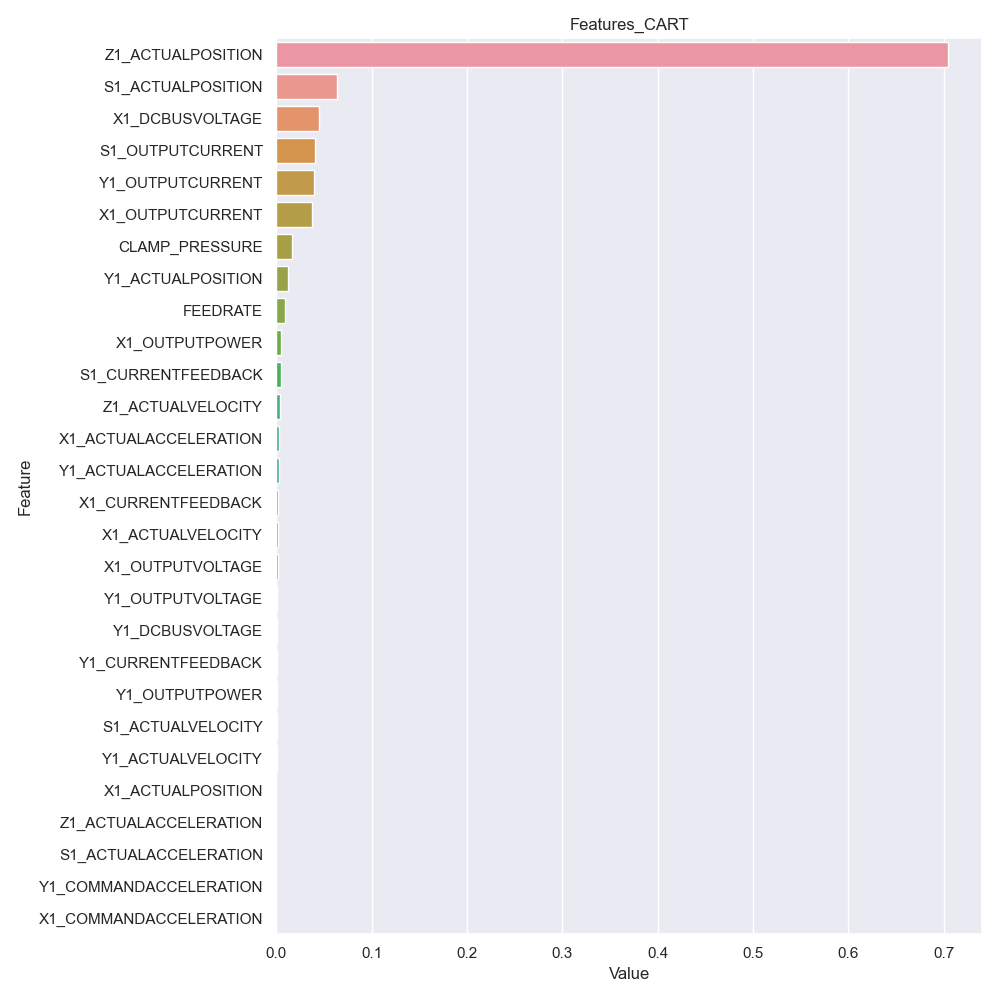 Features_CART
Z1_ACTUALPOSITION
S1_ACTUALPOSITION
X1_DCBUSVOLTAGE
S1_OUTPUTCURRENT
Y1_OUTPUTCURRENT
X1_OUTPUTCURRENT
CLAMP_PRESSURE
Y1_ACTUALPOSITION
FEEDRATE
X1_OUTPUTPOWER
S1_CURRENTFEEDBACK
Z1_ACTUALVELOCITY
X1_ACTUALACCELERATION
Y1_ACTUALACCELERATION
X1_CURRENTFEEDBACK
X1_ACTUALVELOCITY
X1_OUTPUTVOLTAGE
Y1_OUTPUTVOLTAGE
Y1_DCBUSVOLTAGE
Y1_CURRENTFEEDBACK
Y1_OUTPUTPOWER
S1_ACTUALVELOCITY
Y1_ACTUALVELOCITY
X1_ACTUALPOSITION
Z1_ACTUALACCELERATION
S1_ACTUALACCELERATION
Y1_COMMANDACCELERATION
X1_COMMANDACCELERATION
Feature
0.0 0.1 0.2 0.3 0.4 0.5 0.6 0.7
Value